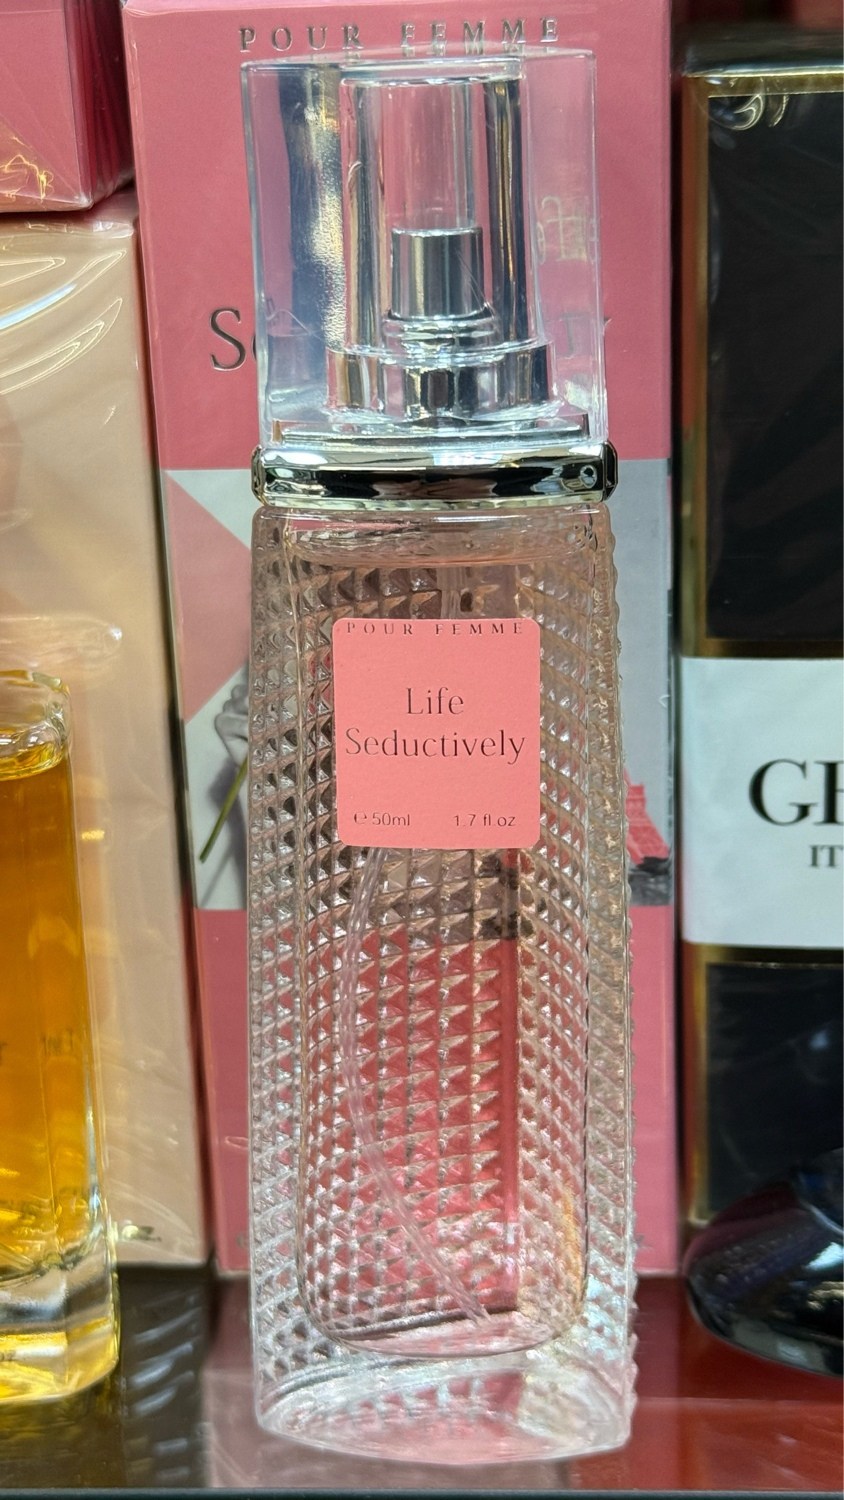 POUR FEMME
POUR FEMME
Life
Seductively
℮ 50ml 1.7 fl.oz